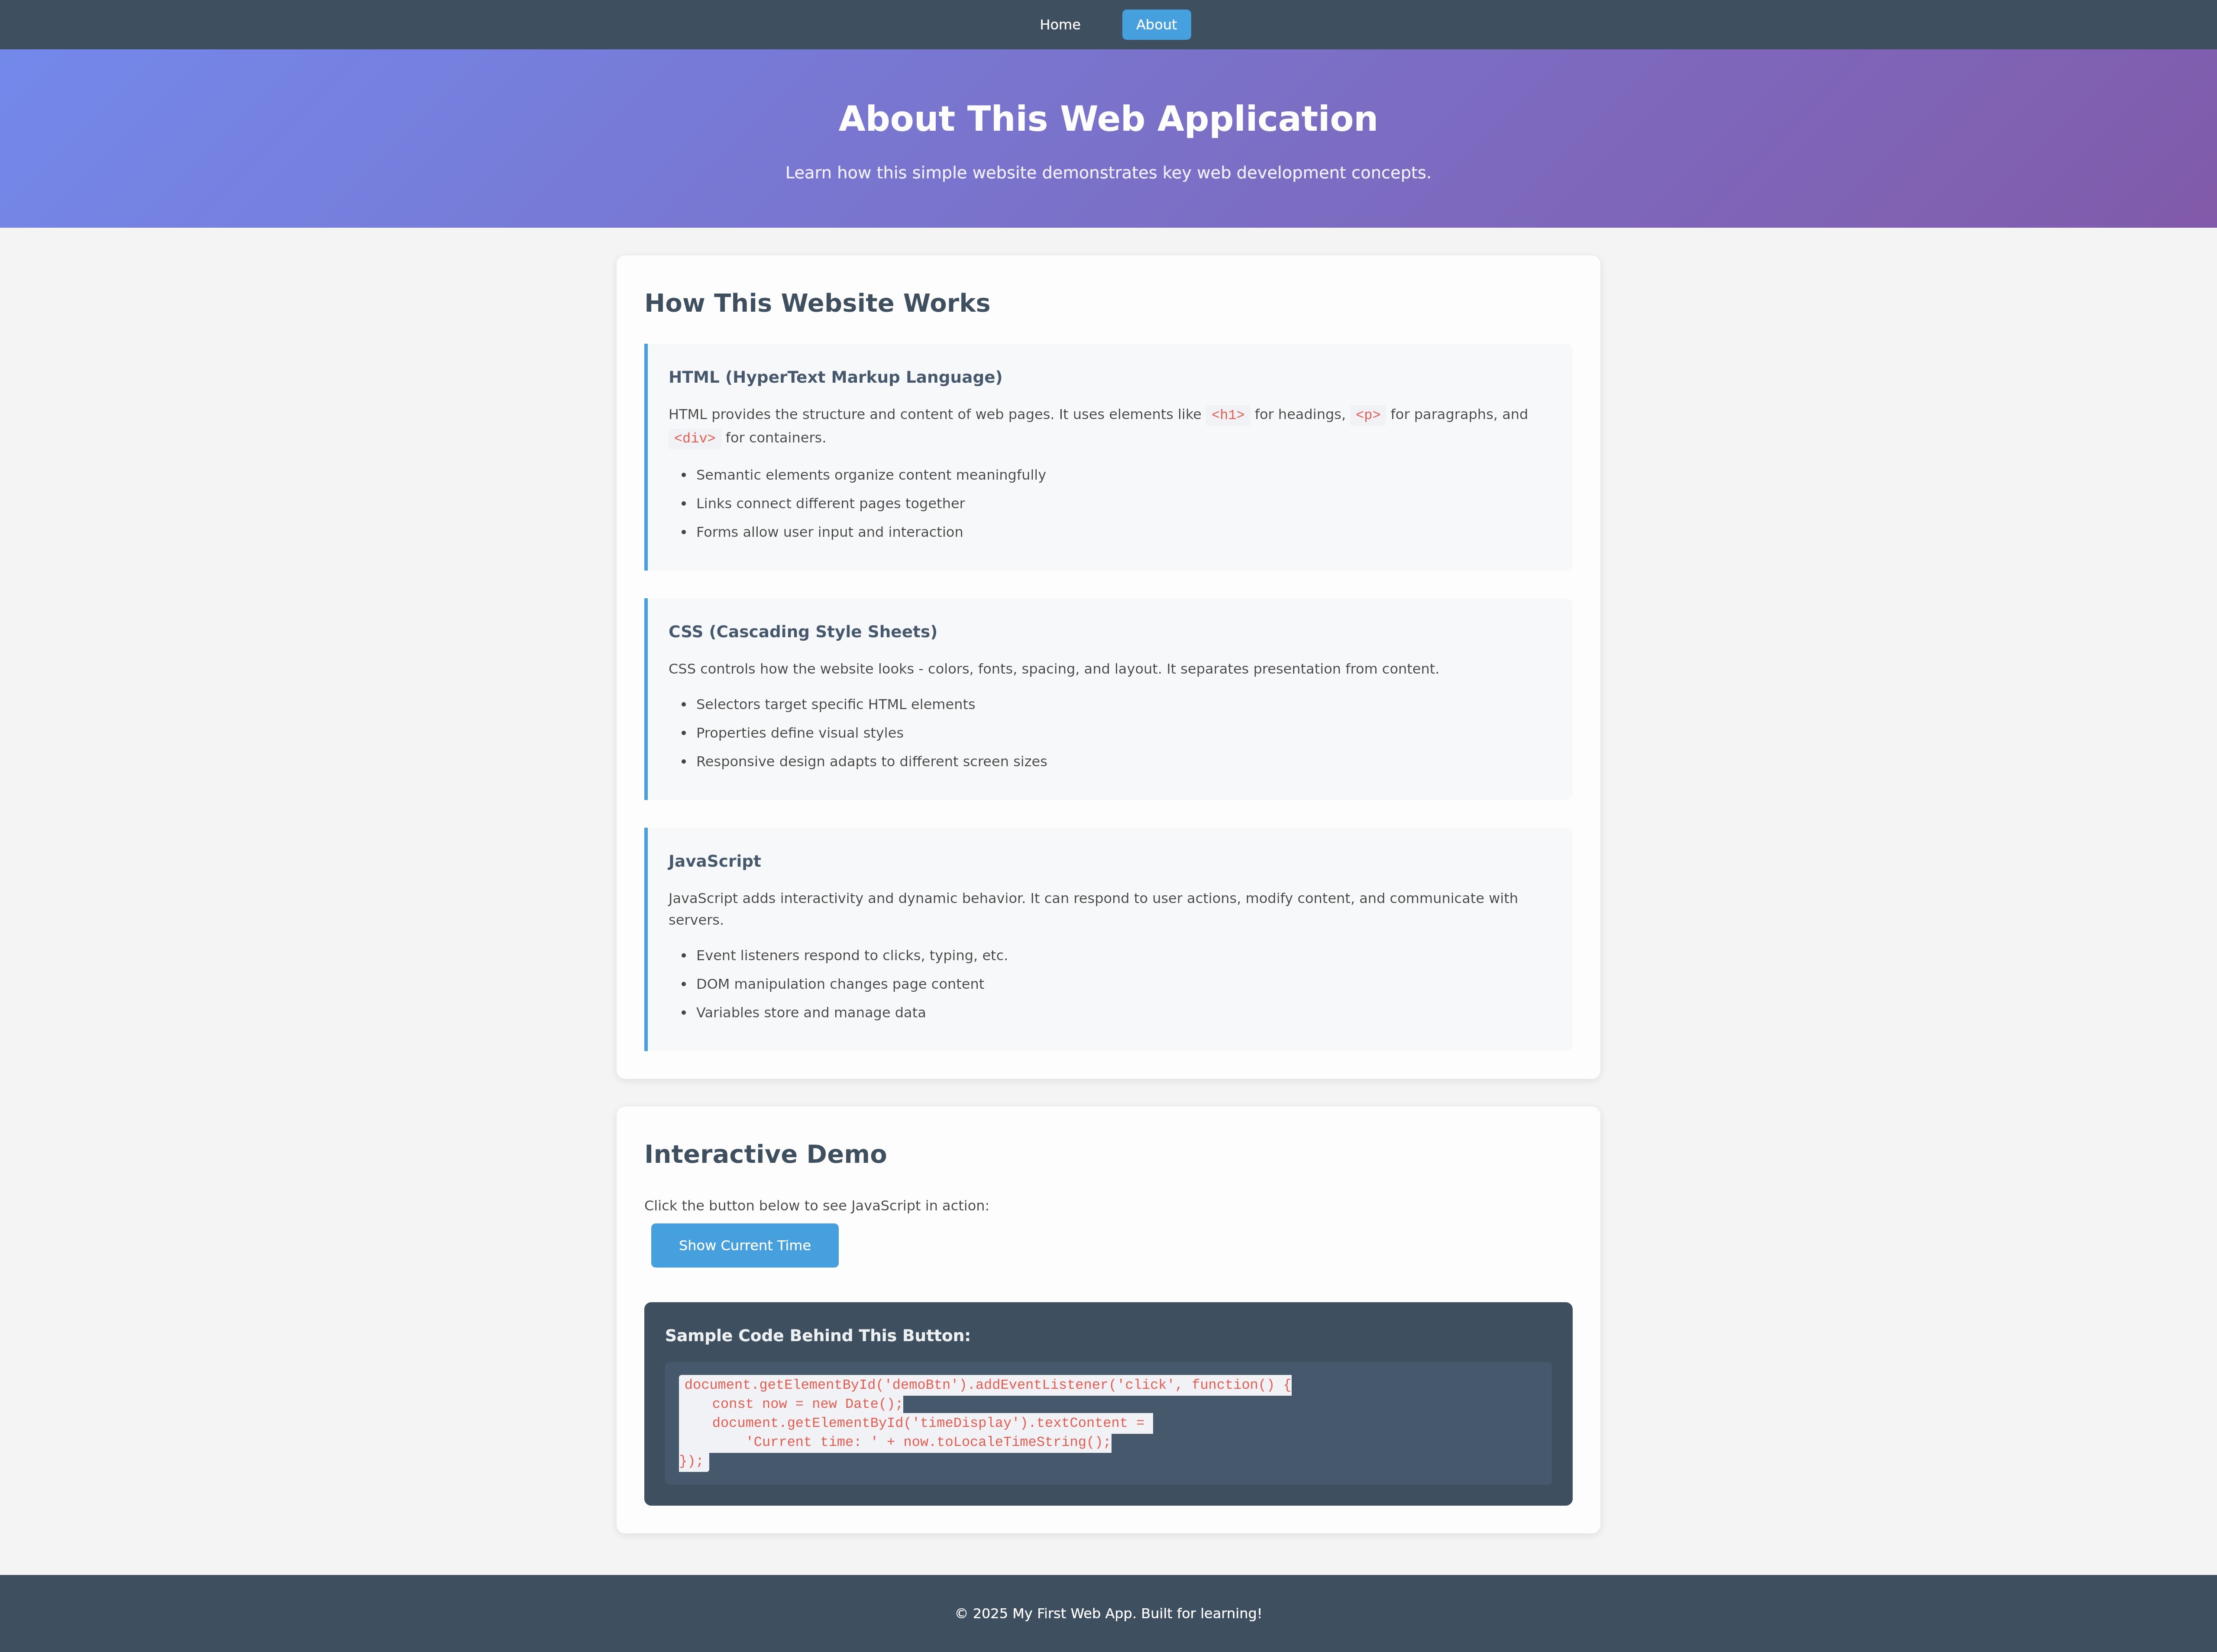 Home About
About This Web Application
Learn how this simple website demonstrates key web development concepts.
How This Website Works
HTML (HyperText Markup Language)
HTML provides the structure and content of web pages. It uses elements like <h1> for headings, <p> for paragraphs, and
<div> for containers.
• Semantic elements organize content meaningfully
• Links connect different pages together
• Forms allow user input and interaction
CSS (Cascading Style Sheets)
CSS controls how the website looks - colors, fonts, spacing, and layout. It separates presentation from content.
• Selectors target specific HTML elements
• Properties define visual styles
• Responsive design adapts to different screen sizes
JavaScript
JavaScript adds interactivity and dynamic behavior. It can respond to user actions, modify content, and communicate with
servers.
• Event listeners respond to clicks, typing, etc.
• DOM manipulation changes page content
• Variables store and manage data
Interactive Demo
Click the button below to see JavaScript in action:
Show Current Time
Sample Code Behind This Button:
document.getElementById('demoBtn').addEventListener('click', function() {
    const now = new Date();
    document.getElementById('timeDisplay').textContent =
        'Current time: ' + now.toLocaleTimeString();
});
© 2025 My First Web App. Built for learning!